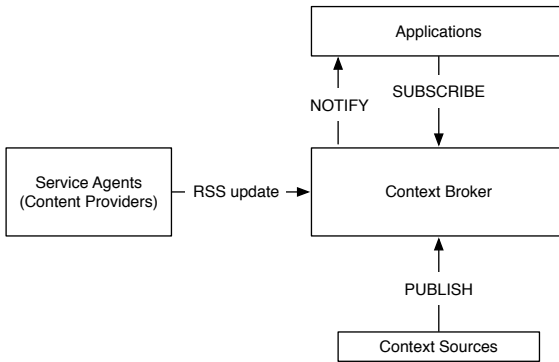 Applications
NOTIFY
SUBSCRIBE
Service Agents
(Content Providers)
RSS update
Context Broker
PUBLISH
Context Sources